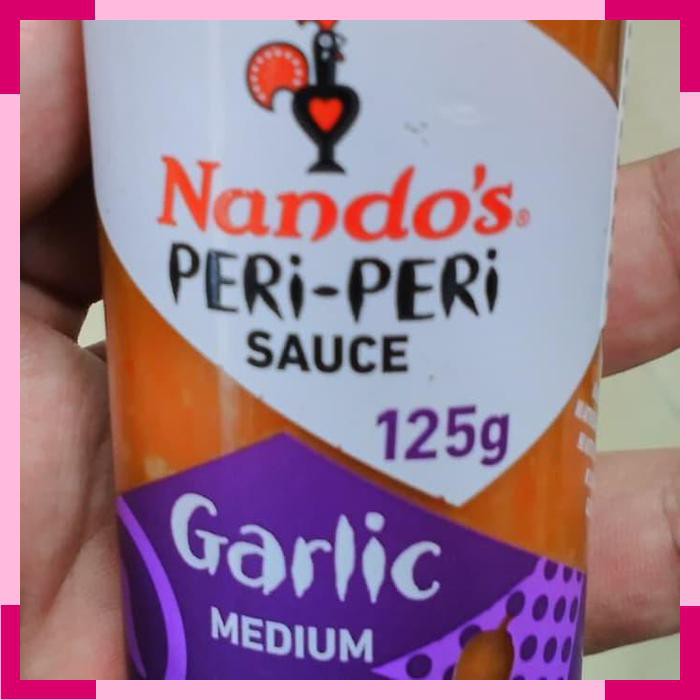 Nando's®
PERi-PERi
SAUCE
125g
Garlic
MEDIUM